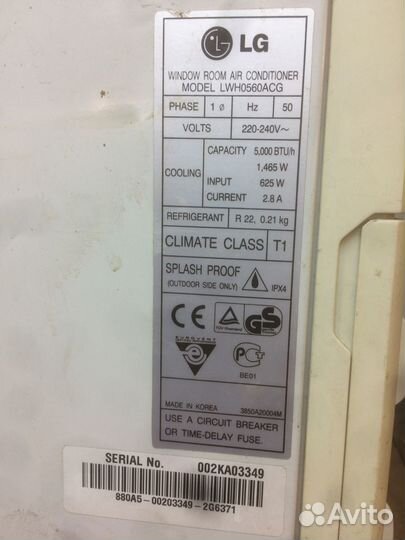 LG
WINDOW ROOM AIR CONDITIONER
MODEL LWH0560ACG
PHASE 1 ø Hz 50
VOLTS 220-240V~
COOLING
CAPACITY 5,000 BTU/h
1,465 W
INPUT 625 W
CURRENT 2.8 A
REFRIGERANT R 22, 0.21 kg
CLIMATE CLASS T1
SPLASH PROOF
(OUTDOOR SIDE ONLY) IPX4
CE
GS
BE01
MADE IN KOREA 3850A20004M
USE A CIRCUIT BREAKER
OR TIME-DELAY FUSE.
SERIAL No. 002KA03349
880A5-00203349-2G6371
Avito